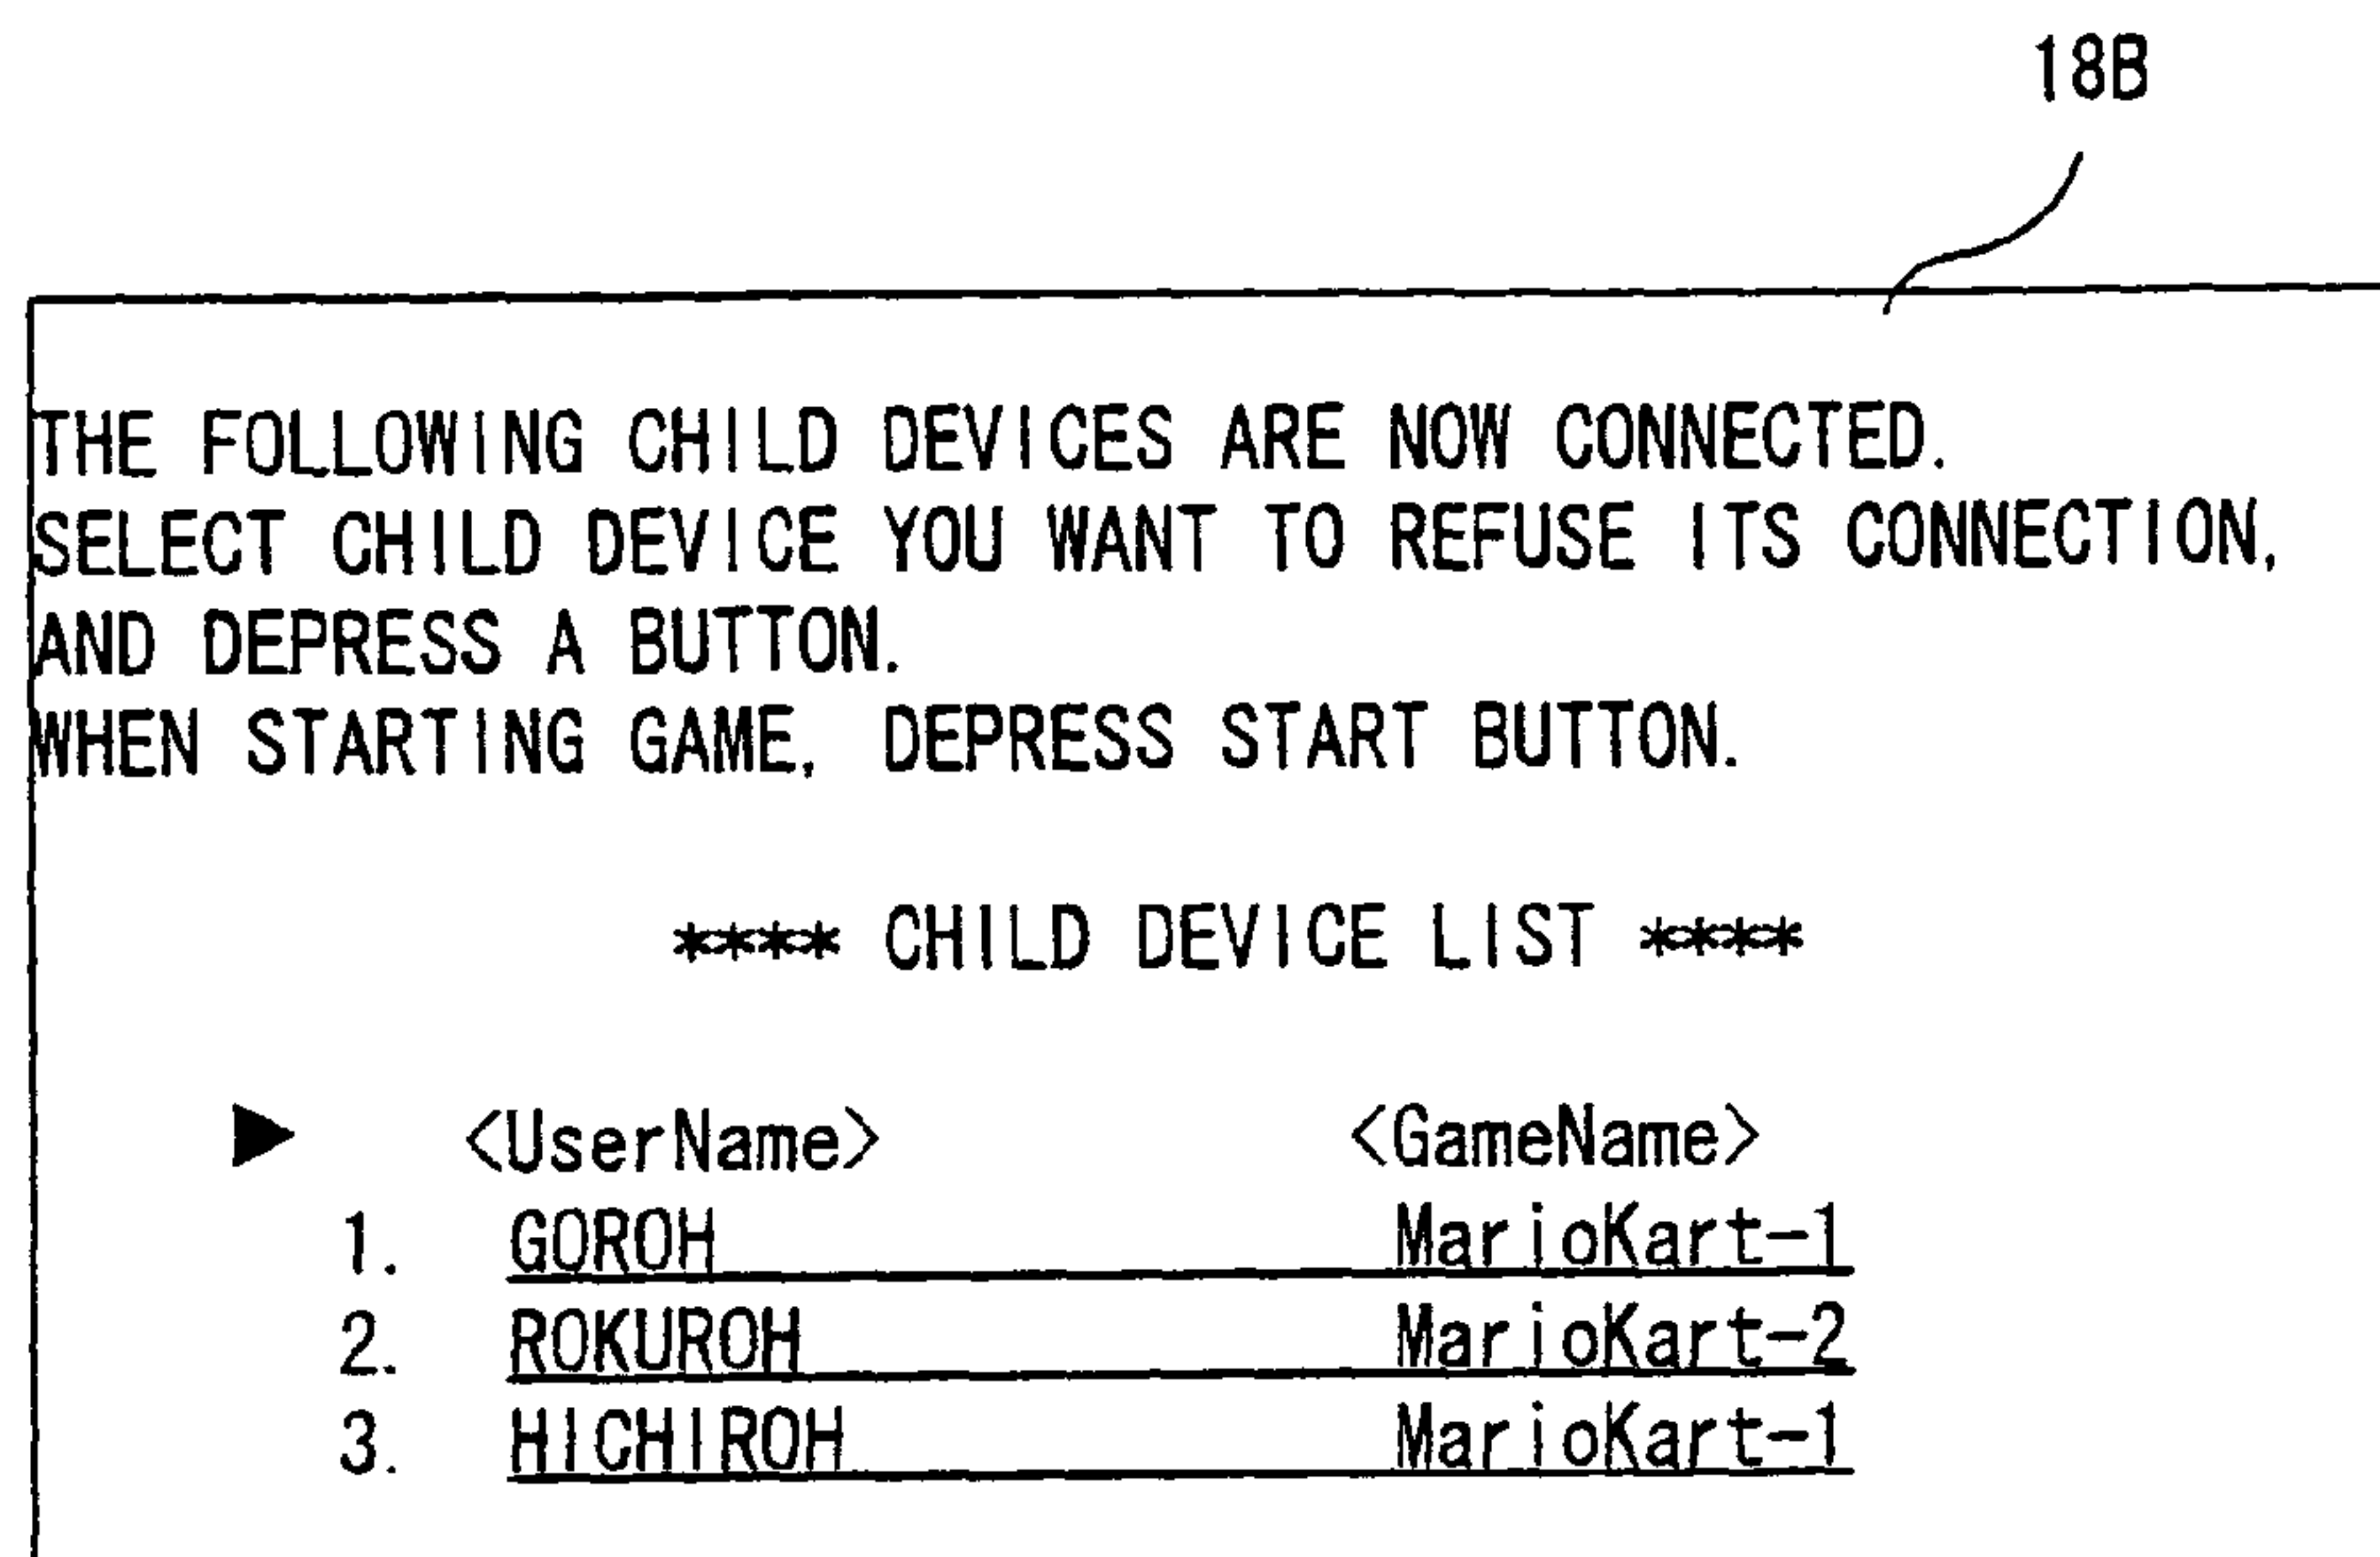 18B
THE FOLLOWING CHILD DEVICES ARE NOW CONNECTED.
SELECT CHILD DEVICE YOU WANT TO REFUSE ITS CONNECTION,
AND DEPRESS A BUTTON.
WHEN STARTING GAME, DEPRESS START BUTTON.
**** CHILD DEVICE LIST ****
▶ <UserName> <GameName>
1. GOROH MarioKart-1
2. ROKUROH MarioKart-2
3. HICHIROH MarioKart-1